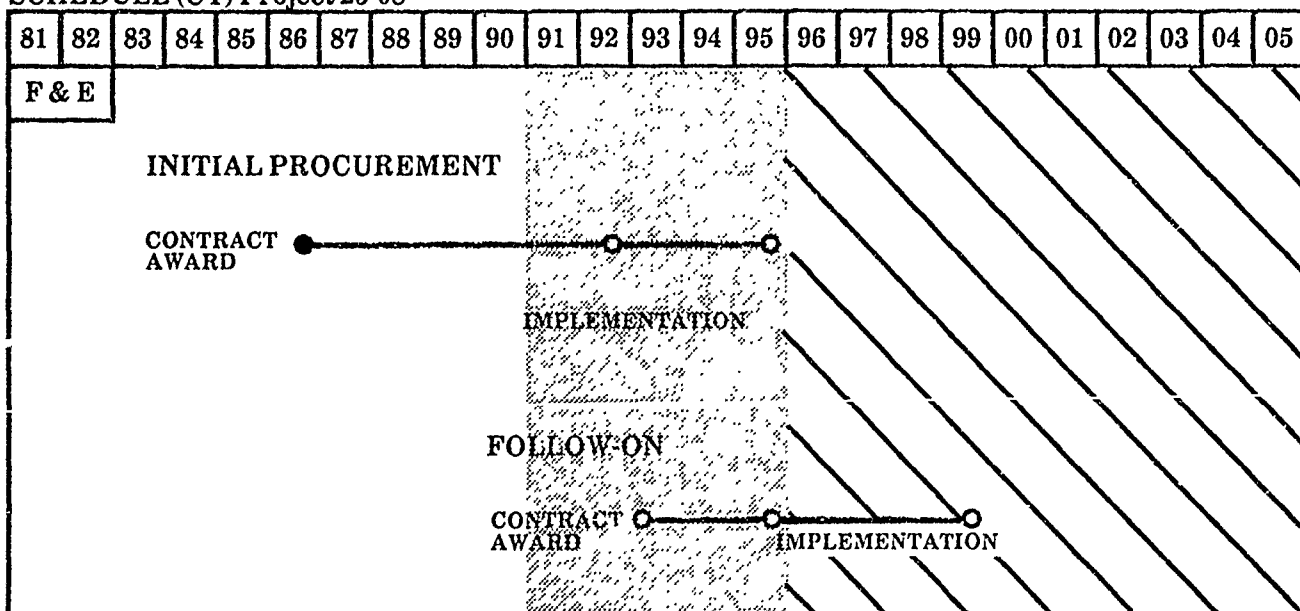 81 82 83 84 85 86 87 88 89 90 91 92 93 94 95 96 97 98 99 00 01 02 03 04 05
F & E
INITIAL PROCUREMENT
CONTRACT
AWARD
IMPLEMENTATION
FOLLOW-ON
CONTRACT
AWARD
IMPLEMENTATION